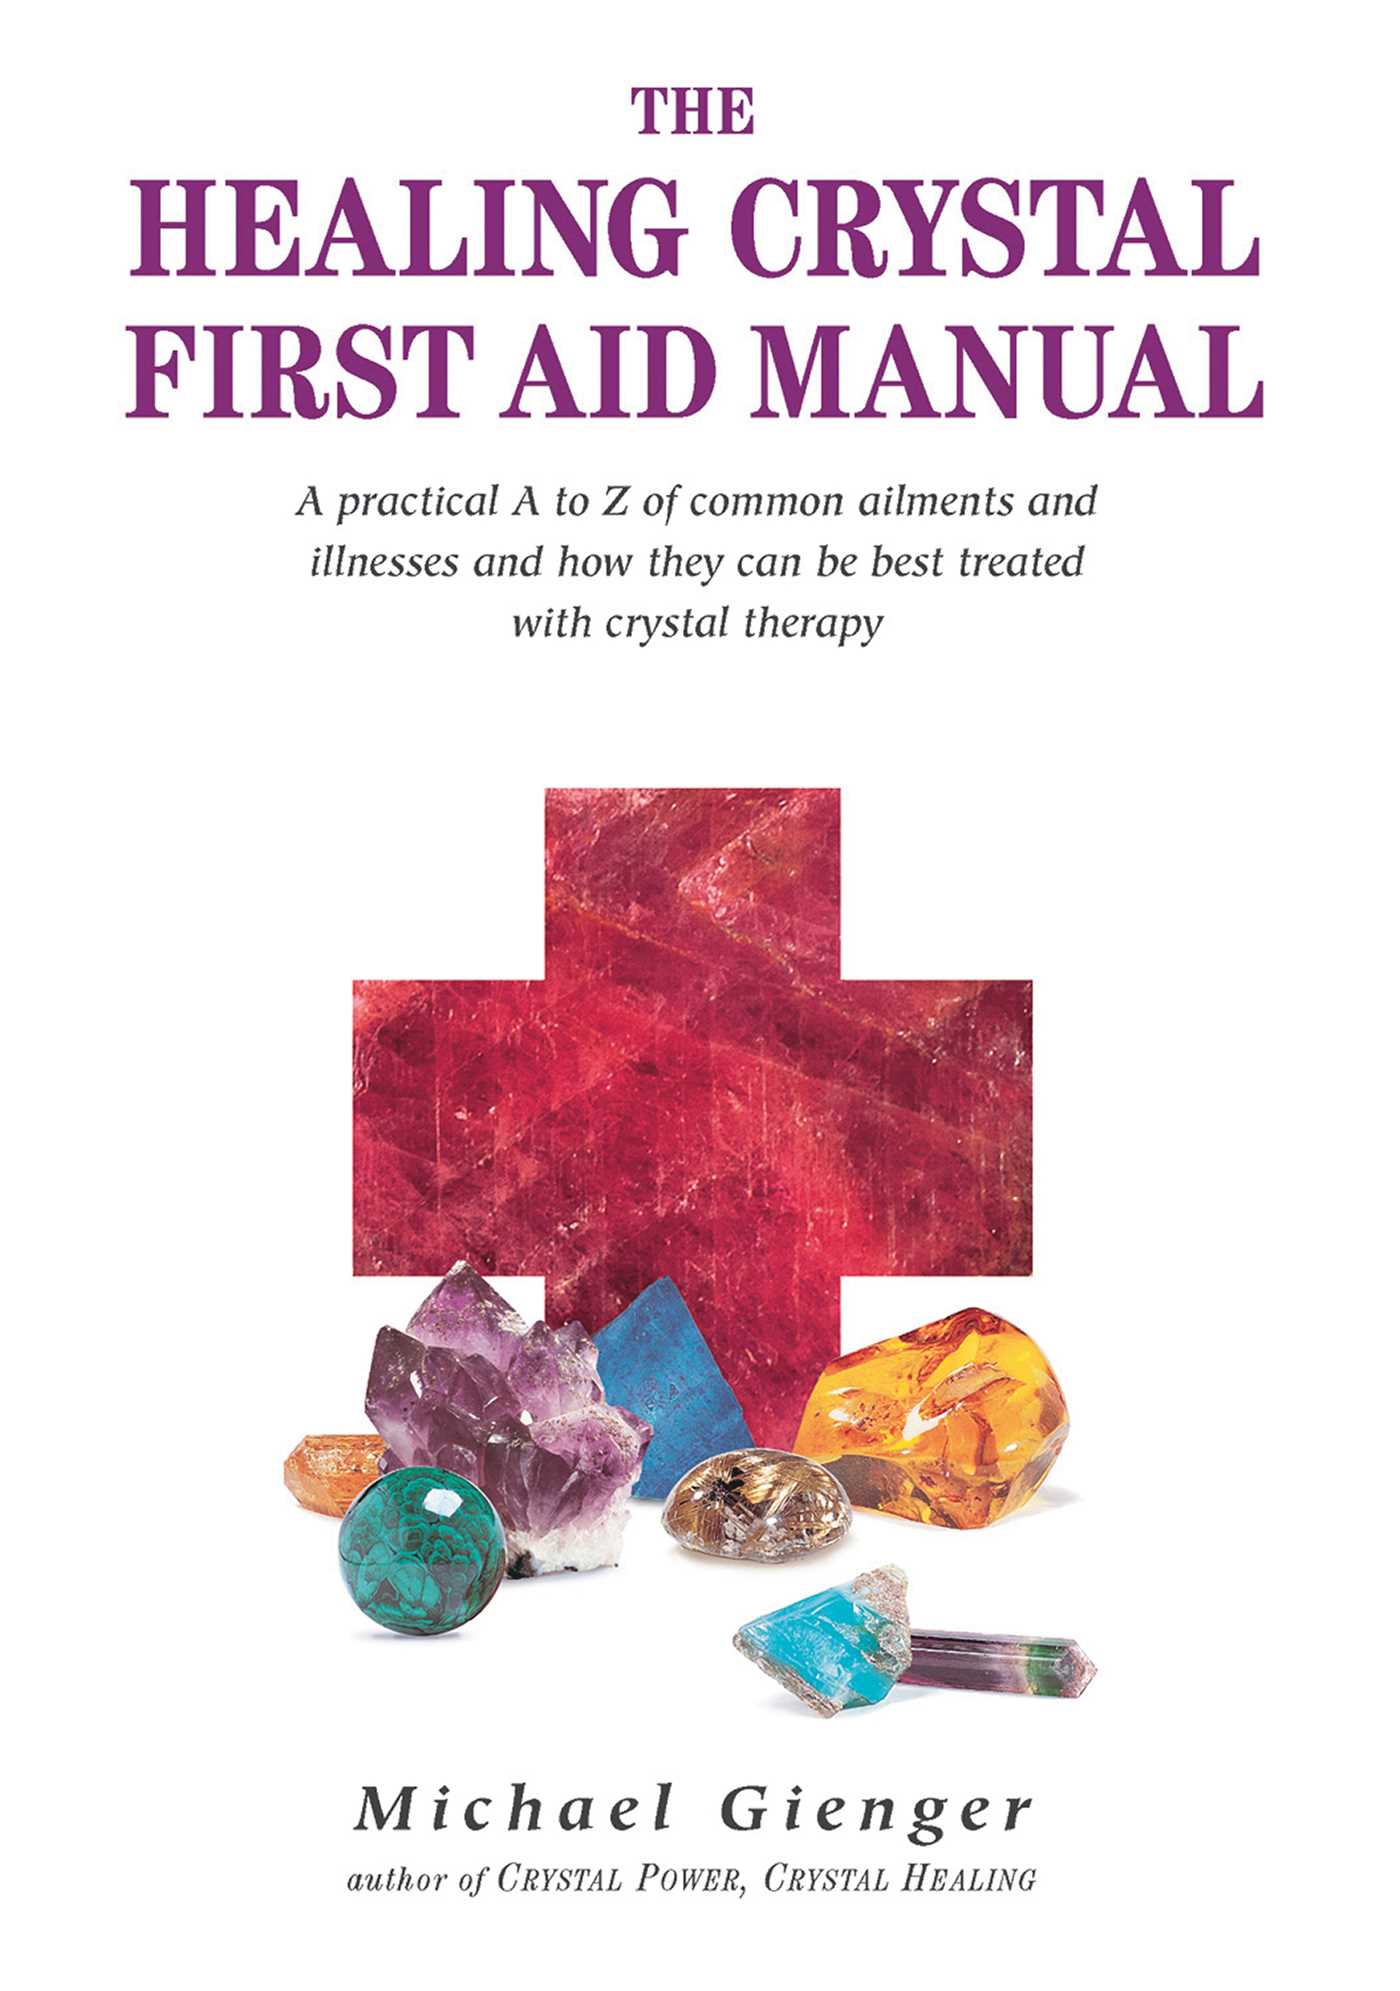 THE
HEALING CRYSTAL
FIRST AID MANUAL
A practical A to Z of common ailments and
illnesses and how they can be best treated
with crystal therapy
Michael Gienger
author of CRYSTAL POWER, CRYSTAL HEALING